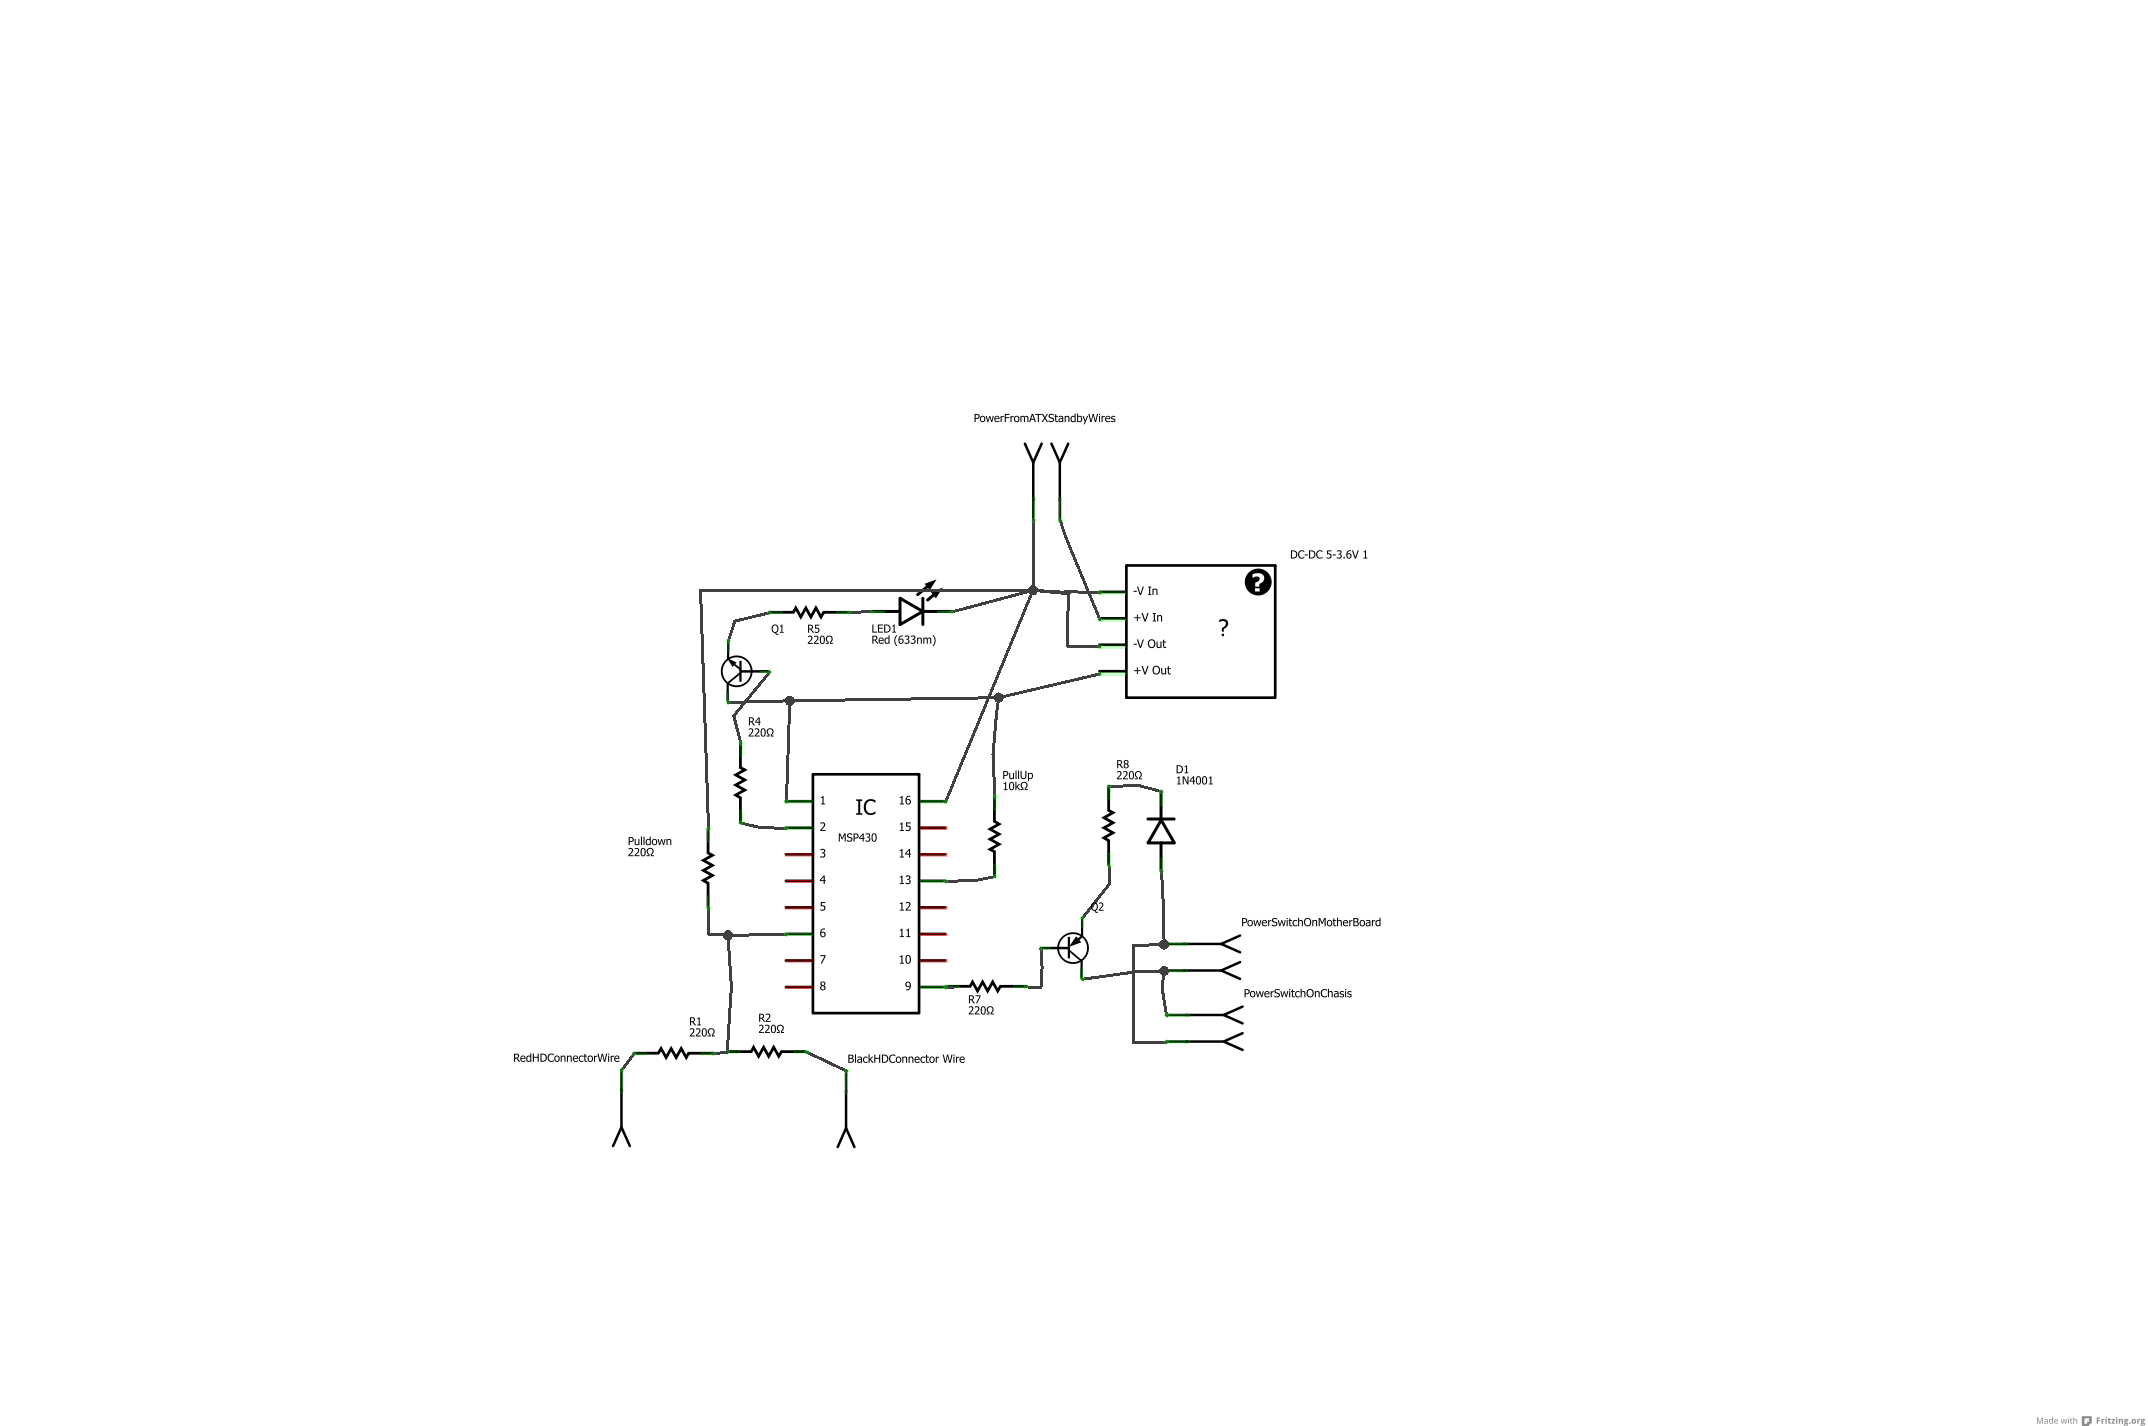 PowerFromATXStandbyWires
DC-DC 5-3.6V 1
?
-V In
+V In
?
-V Out
+V Out
Q1
R5
220Ω
LED1
Red (633nm)
R4
220Ω
PullUp
10kΩ
R8
220Ω
D1
1N4001
IC
MSP430
1
2
3
4
5
6
7
8
16
15
14
13
12
11
10
9
Pulldown
220Ω
Q2
PowerSwitchOnMotherBoard
PowerSwitchOnChasis
R7
220Ω
R1
220Ω
R2
220Ω
RedHDConnectorWire
BlackHDConnector Wire
Made with Fritzing.org